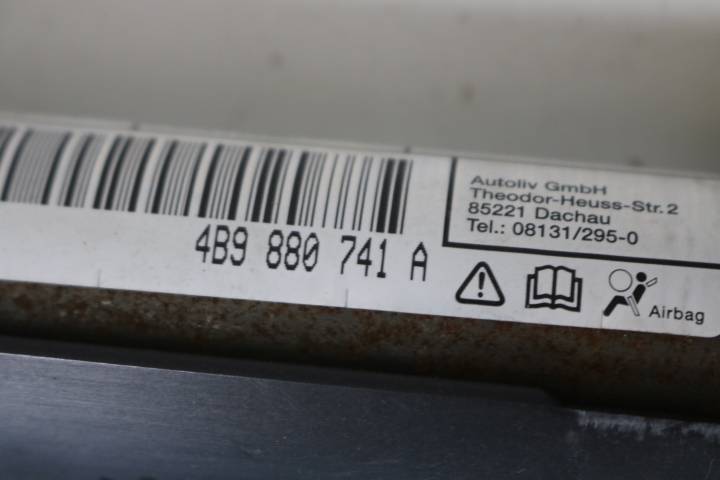 Autoliv GmbH
Theodor-Heuss-Str. 2
85221 Dachau
Tel.: 08131/295-0
4B9 880 741 A
Airbag